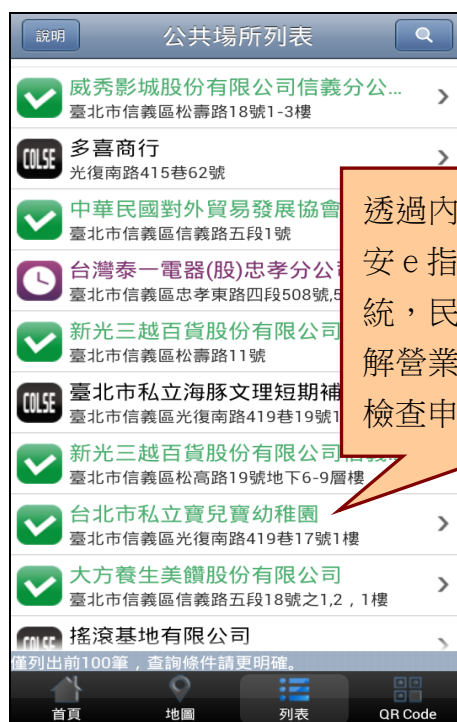 說明
公共場所列表
威秀影城股份有限公司信義分公...
臺北市信義區松壽路18號1-3樓
COLSE
多喜商行
光復南路415巷62號
中華民國對外貿易發展協會
臺北市信義區信義路五段1號
台灣泰一電器(股)忠孝分公
臺北市信義區忠孝東路四段508號,5
新光三越百貨股份有限公司
臺北市信義區松壽路11號
COLSE
臺北市私立海豚文理短期補
臺北市信義區光復南路419巷19號1
新光三越百貨股份有限公司
臺北市信義區松高路19號地下6-9層樓
台北市私立寶兒寶幼稚園
臺北市信義區光復南路419巷17號1樓
大方養生美饌股份有限公司
臺北市信義區信義路五段18號之1,2，1樓
搖滾基地有限公司
僅列出前100筆，查詢條件請更明確。
首頁
地圖
列表
QR Code
透過內
安e指
統，民
解營業
檢查申